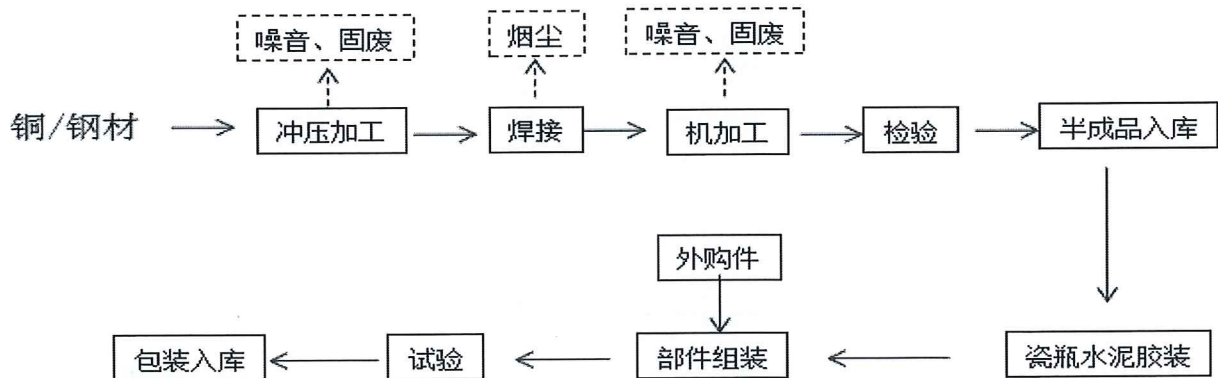 噪音、固废 烟尘 噪音、固废
铜/钢材 冲压加工 焊接 机加工 检验 半成品入库
外购件
包装入库 试验 部件组装 瓷瓶水泥胶装